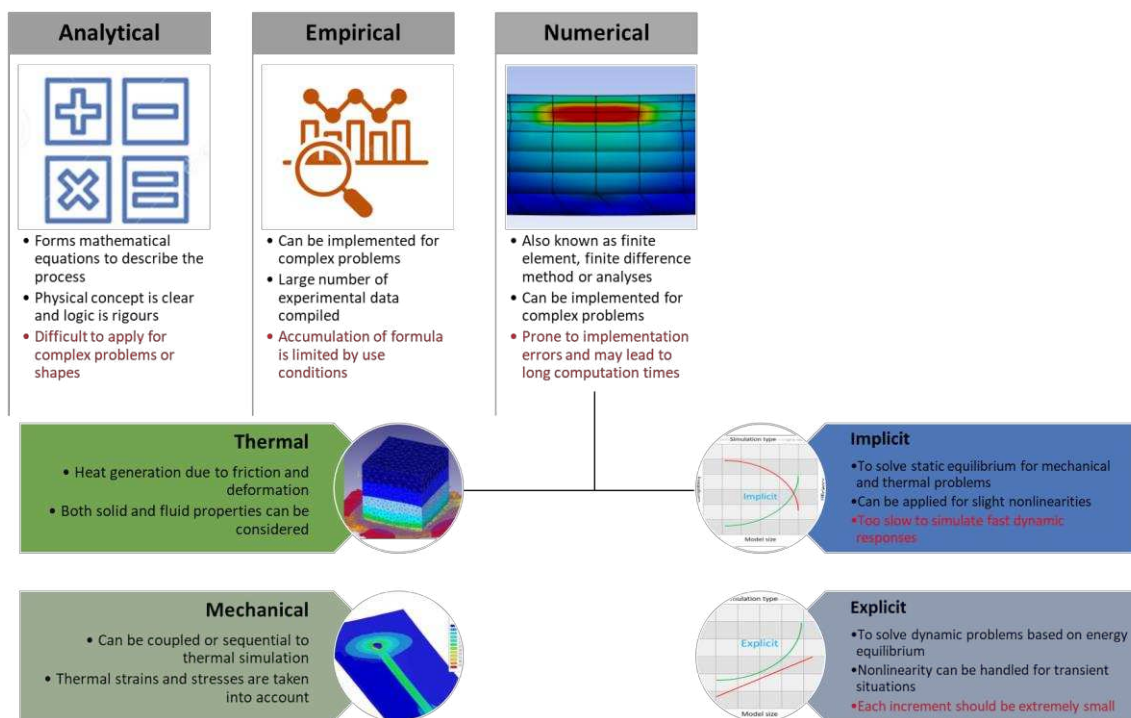 Analytical
• Forms mathematical
equations to describe the
process
• Physical concept is clear
and logic is rigours
• Difficult to apply for
complex problems or
shapes
Empirical
• Can be implemented for
complex problems
• Large number of
experimental data
compiled
• Accumulation of formula
is limited by use
conditions
Numerical
• Also known as finite
element, finite difference
method or analyses
• Can be implemented for
complex problems
• Prone to implementation
errors and may lead to
long computation times
Thermal
• Heat generation due to friction and
deformation
• Both solid and fluid properties can be
considered
Simulation type
Implicit
Model size
Implicit
•To solve static equilibrium for mechanical
and thermal problems
•Can be applied for slight nonlinearities
•Too slow to simulate fast dynamic
responses
Mechanical
• Can be coupled or sequential to
thermal simulation
• Thermal strains and stresses are taken
into account
mulation type
Explicit
Model size
Explicit
•To solve dynamic problems based on energy
equilibrium
•Nonlinearity can be handled for transient
situations
•Each increment should be extremely small